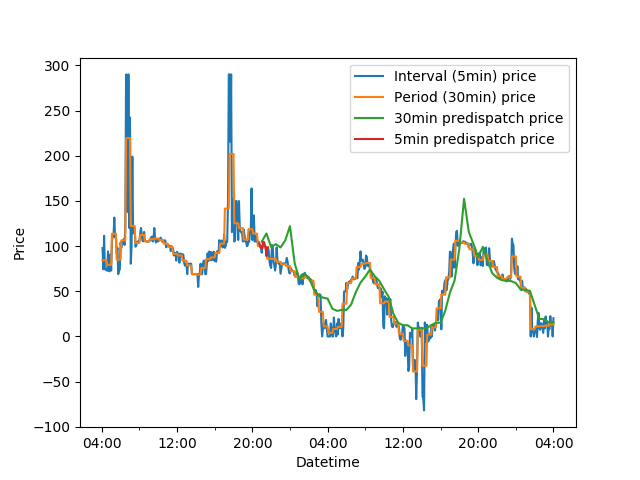 300
250
200
150
100
50
0
−50
−100
Price
Interval (5min) price
Period (30min) price
30min predispatch price
5min predispatch price
04:00 12:00 20:00 04:00 12:00 20:00 04:00
Datetime